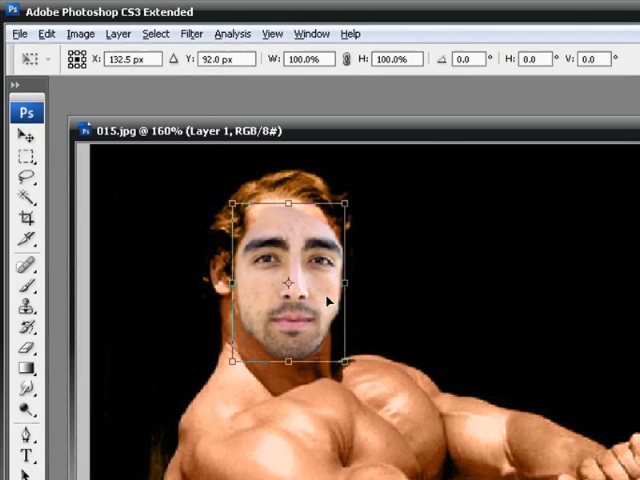 Ps Adobe Photoshop CS3 Extended
File Edit Image Layer Select Filter Analysis View Window Help
X: 132.5 px Y: 92.0 px W: 100.0% H: 100.0% 0.0 ° H: 0.0 ° V: 0.0 °
Ps
Ps 015.jpg @ 160% (Layer 1, RGB/8#)
T